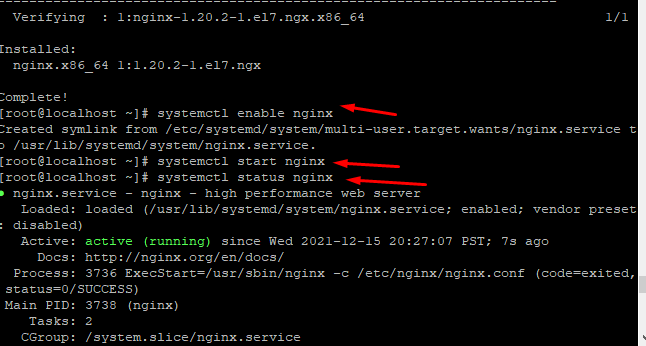 Verifying : 1:nginx-1.20.2-1.el7.ngx.x86_64 1/1
Installed:
nginx.x86_64 1:1.20.2-1.el7.ngx
Complete!
[root@localhost ~]# systemctl enable nginx
Created symlink from /etc/systemd/system/multi-user.target.wants/nginx.service t
o /usr/lib/systemd/system/nginx.service.
[root@localhost ~]# systemctl start nginx
[root@localhost ~]# systemctl status nginx
● nginx.service - nginx - high performance web server
Loaded: loaded (/usr/lib/systemd/system/nginx.service; enabled; vendor preset
: disabled)
Active: active (running) since Wed 2021-12-15 20:27:07 PST; 7s ago
Docs: http://nginx.org/en/docs/
Process: 3736 ExecStart=/usr/sbin/nginx -c /etc/nginx/nginx.conf (code=exited,
status=0/SUCCESS)
Main PID: 3738 (nginx)
Tasks: 2
CGroup: /system.slice/nginx.service